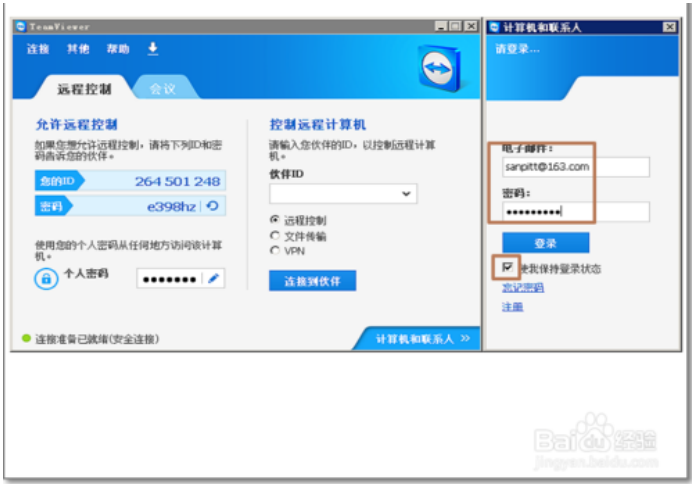 TeamViewer
连接 其他 帮助
远程控制 会议
允许远程控制
如果您想允许远程控制，请将下列ID和密
码告诉您的伙伴。
您的ID 264 501 248
密码 e398hz
使用您的个人密码从任何地方访问该计算
机。
个人密码
连接准备已就绪(安全连接)
控制远程计算机
请输入您伙伴的ID，以控制远程计算
机。
伙伴ID
远程控制
文件传输
VPN
连接到伙伴
计算机和联系人 >>
计算机和联系人
请登录...
电子邮件:
sanpitt@163.com
密码:
登录
使我保持登录状态
忘记密码
注册
Baidu 经验
jingyan.baidu.com